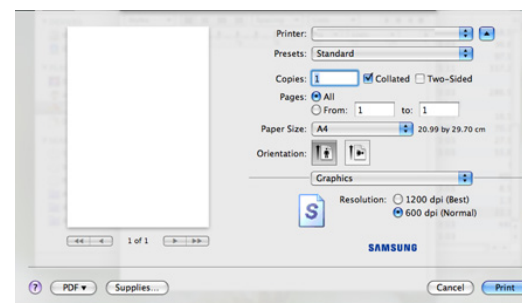 Printer:
Presets: Standard
Copies: 1 Collated Two-Sided
Pages: All
From: 1 to: 1
Paper Size: A4 20.99 by 29.70 cm
Orientation:
Graphics
S
Resolution: 1200 dpi (Best)
600 dpi (Normal)
1 of 1
SAMSUNG
? PDF Supplies... Cancel Print